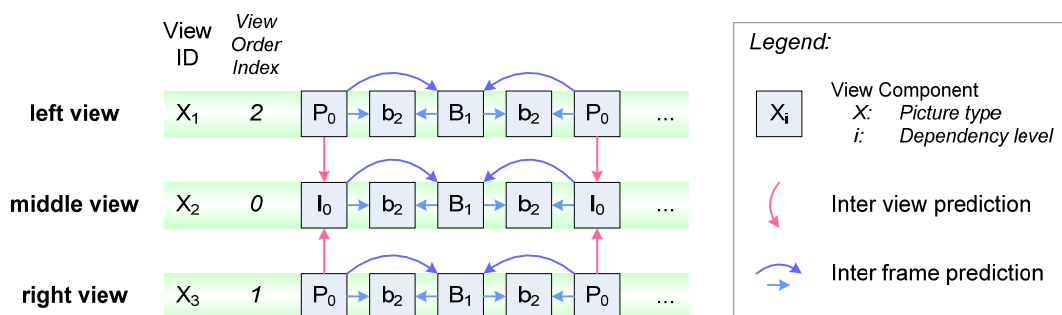 View ID
View Order Index
left view X1 2 P0 b2 B1 b2 P0 ...
middle view X2 0 I0 b2 B1 b2 I0 ...
right view X3 1 P0 b2 B1 b2 P0 ...
Legend:
Xi
View Component
X: Picture type
i: Dependency level
Inter view prediction
Inter frame prediction